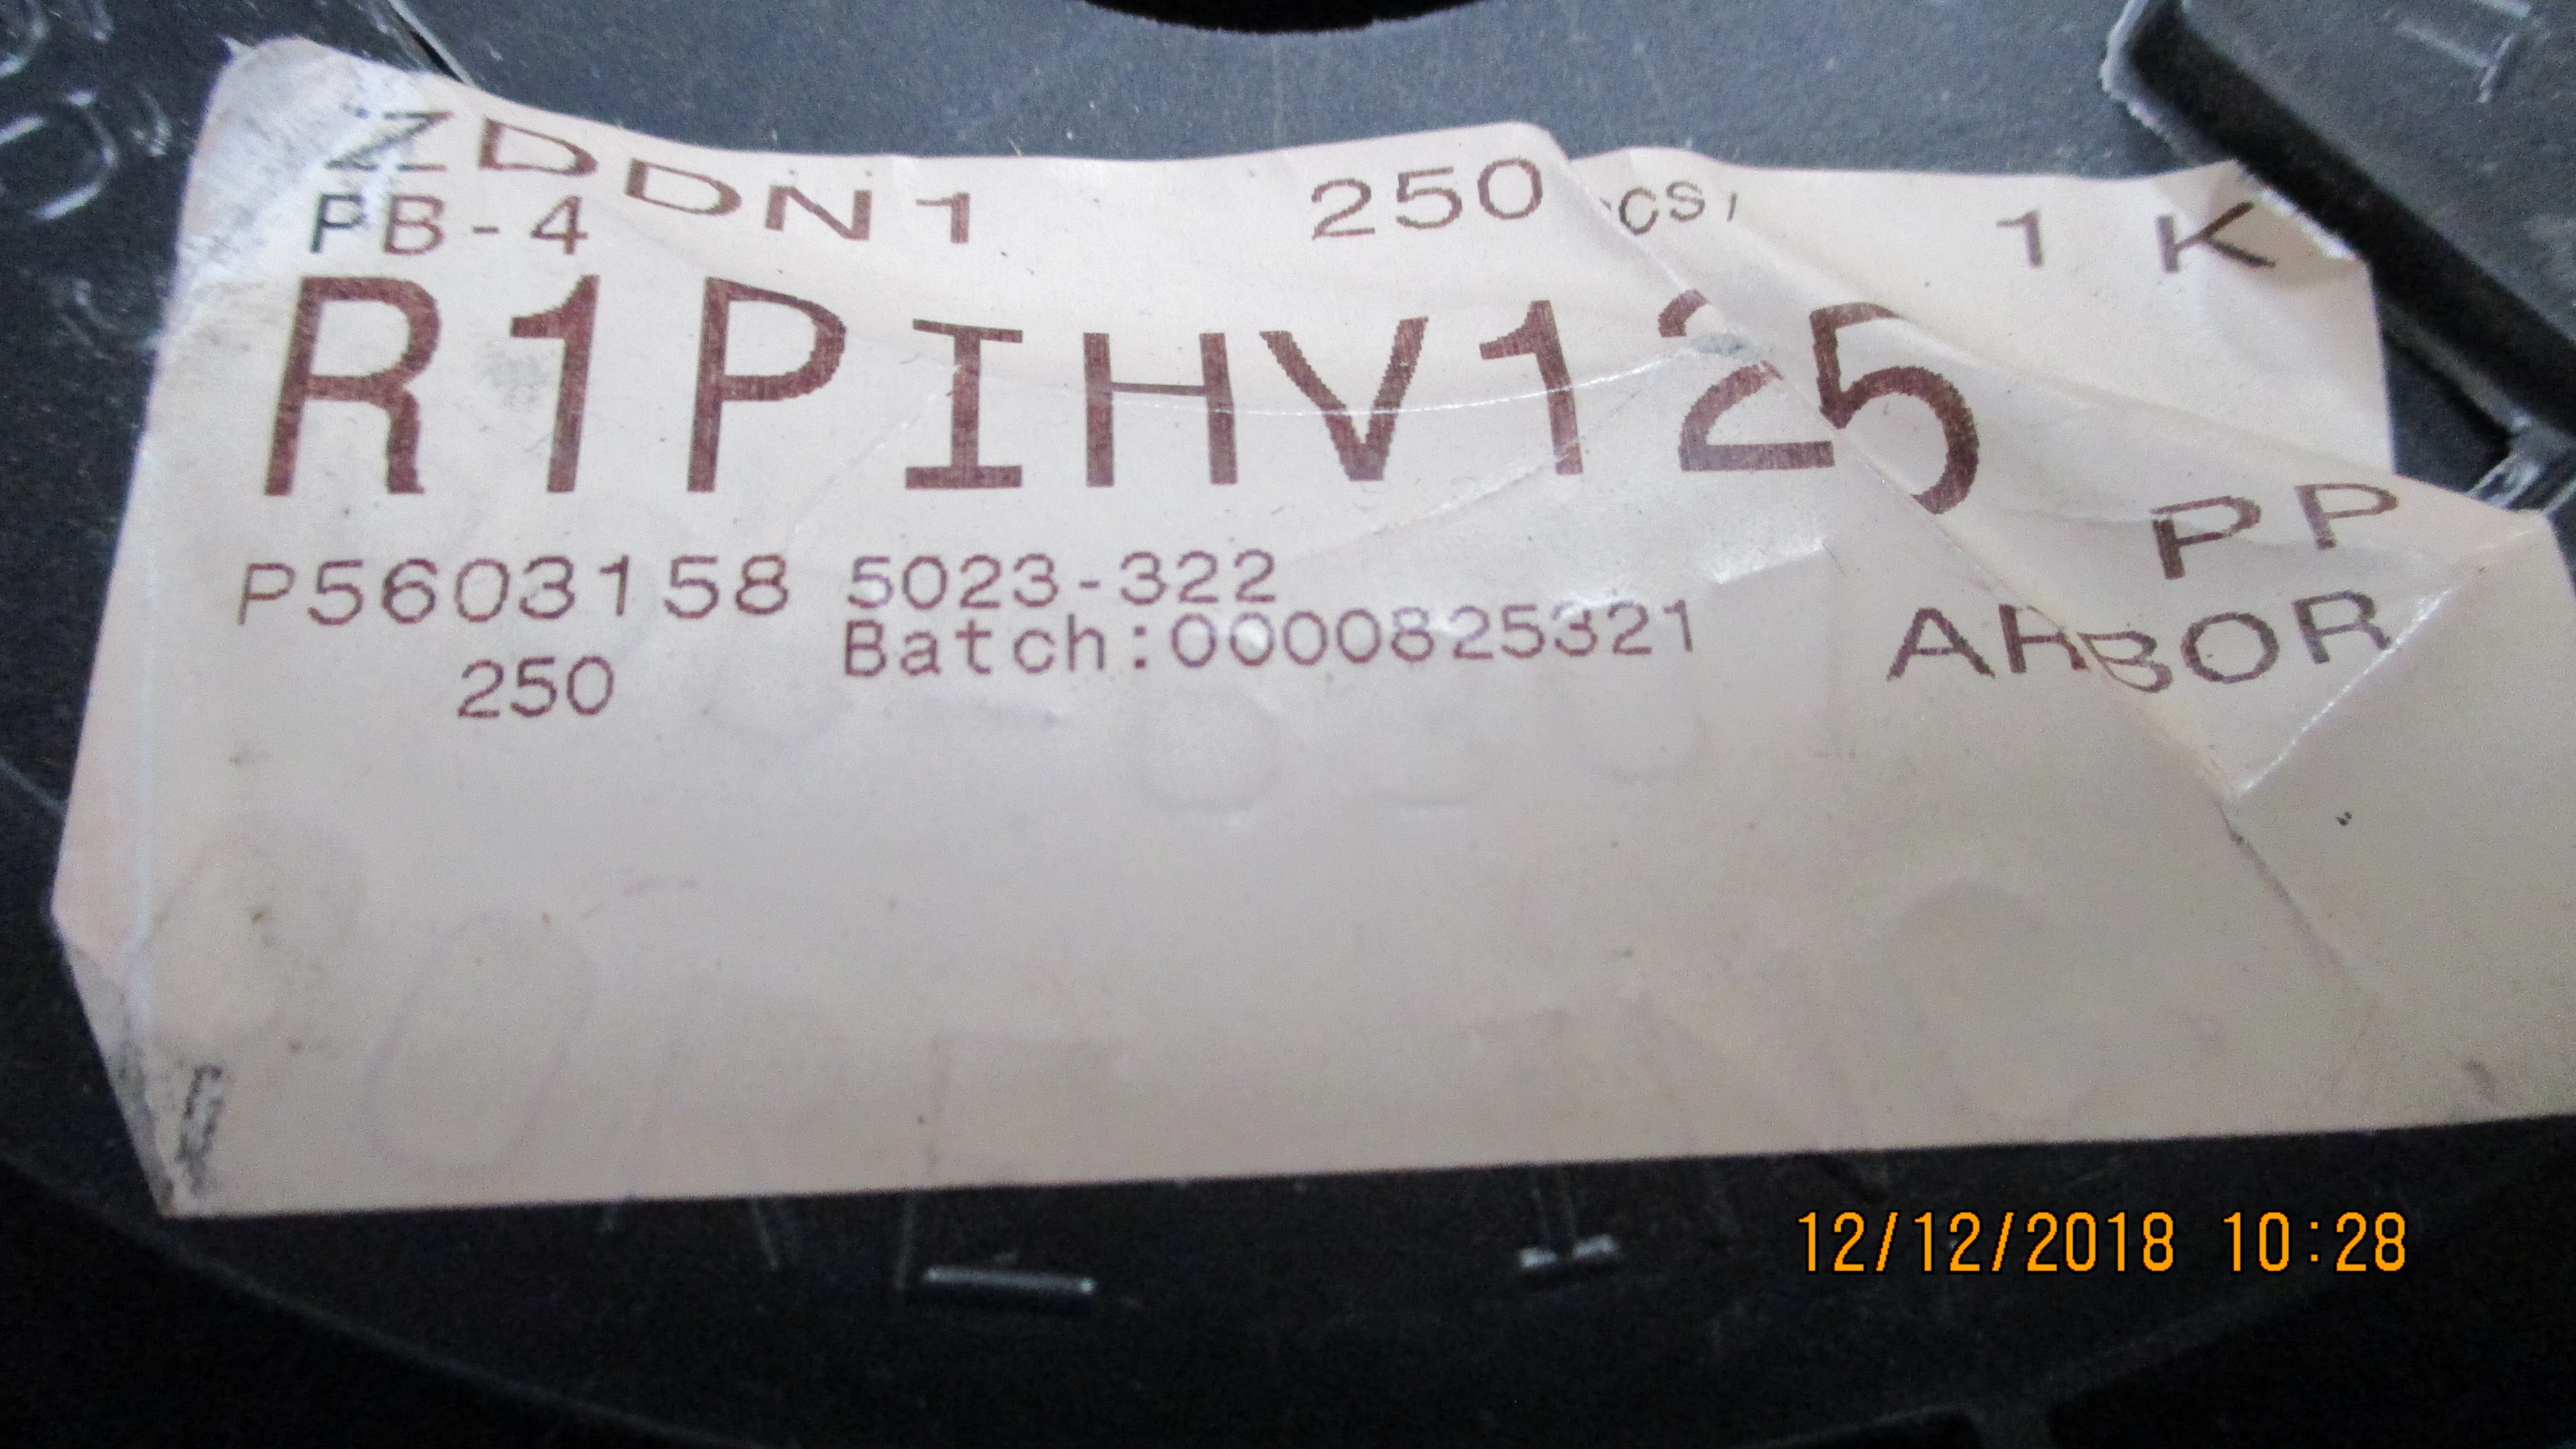 ZDDN1 250 CS, 1 K
PB-4
R1PIHV125
PP
P5603158 5023-322
ARBOR
Batch:0000825321
250
12/12/2018 10:28